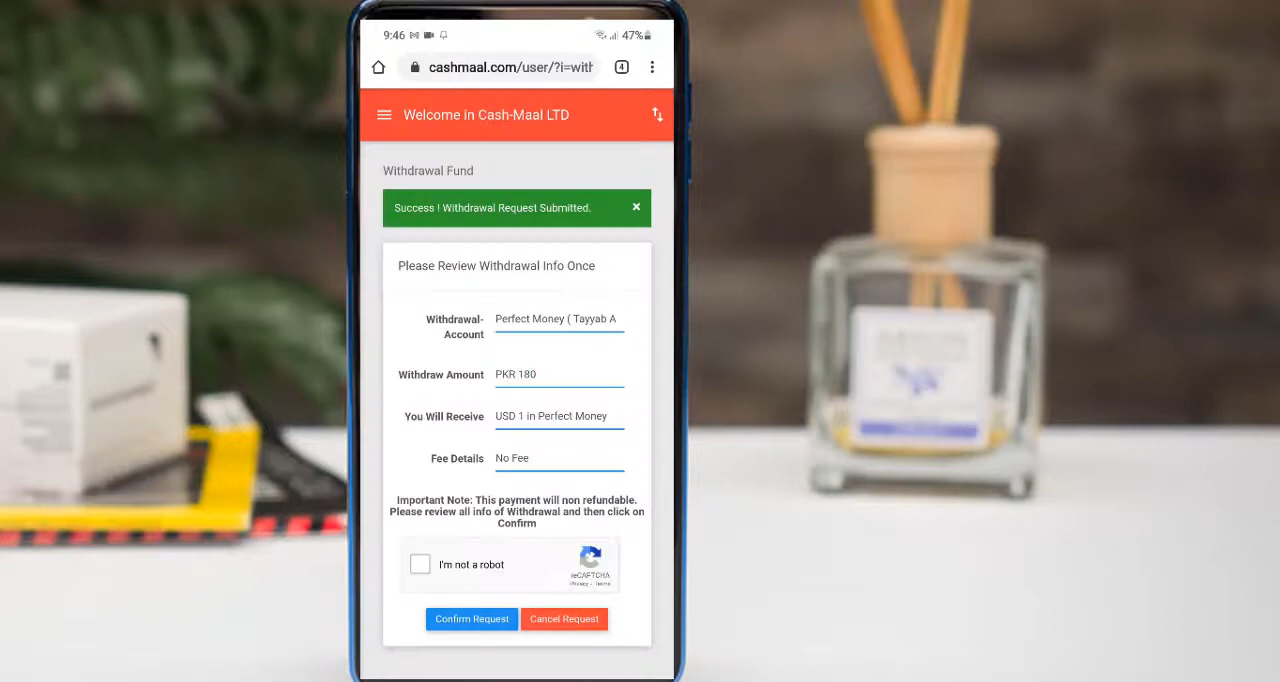 9:46
47%
cashmaal.com/user/?i=with
4
Welcome in Cash-Maal LTD
Withdrawal Fund
Success ! Withdrawal Request Submitted.
×
Please Review Withdrawal Info Once
Withdrawal-
Account
Perfect Money ( Tayyab A
Withdraw Amount PKR 180
You Will Receive USD 1 in Perfect Money
Fee Details No Fee
Important Note: This payment will non refundable.
Please review all info of Withdrawal and then click on
Confirm
I'm not a robot
reCAPTCHA
Privacy - Terms
Confirm Request Cancel Request